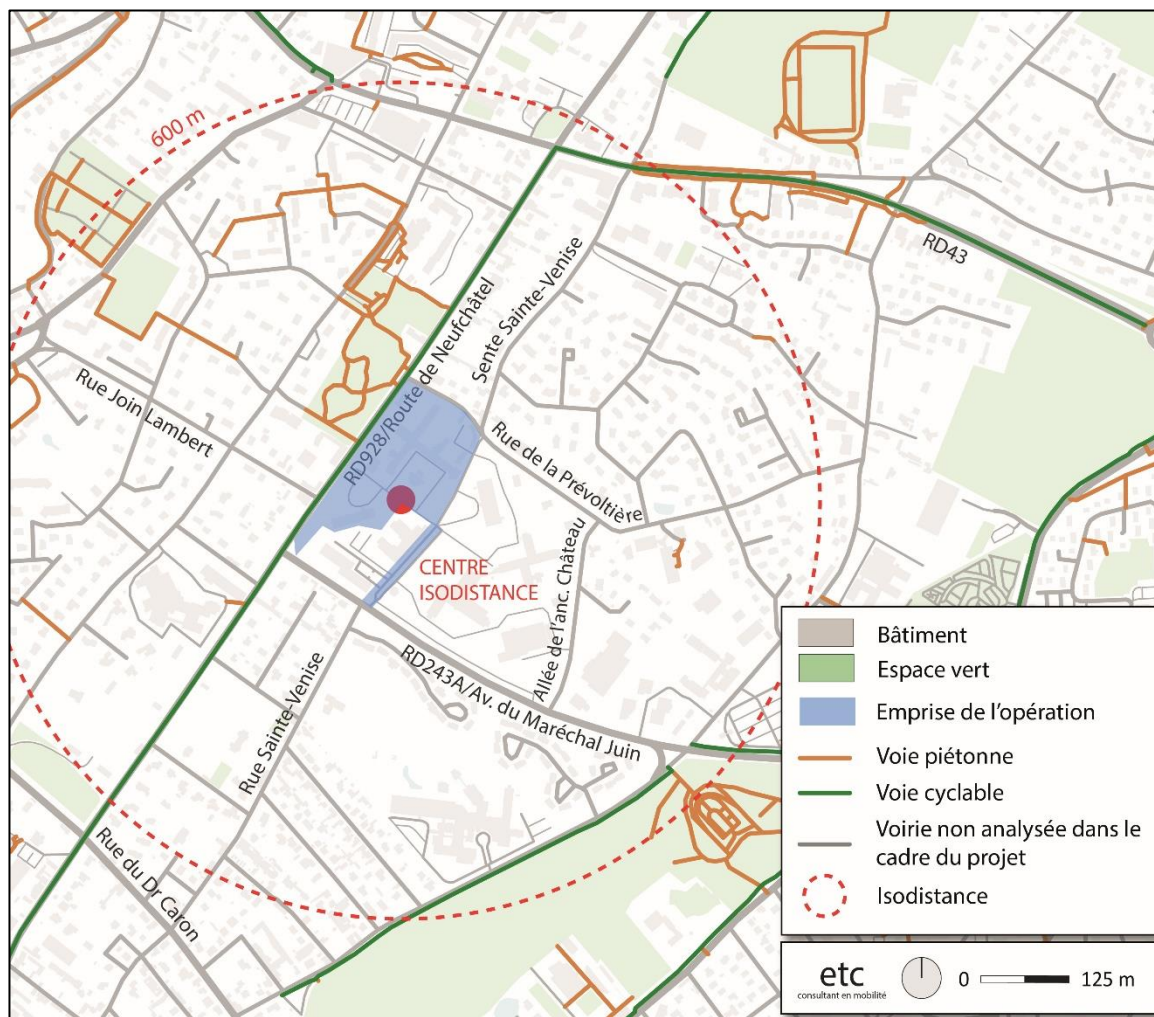 600 m
RD43
RD928/Route de Neufchâtel
Sente Sainte-Venise
Rue Join Lambert
Rue de la Prévoltière
CENTRE
ISODISTANCE
Allée de l'anc. Château
RD243A/Av. du Maréchal Juin
Rue Sainte-Venise
Rue du Dr Caron
Bâtiment
Espace vert
Emprise de l'opération
Voie piétonne
Voie cyclable
Voirie non analysée dans le
cadre du projet
Isodistance
etc
consultant en mobilité
0 125 m